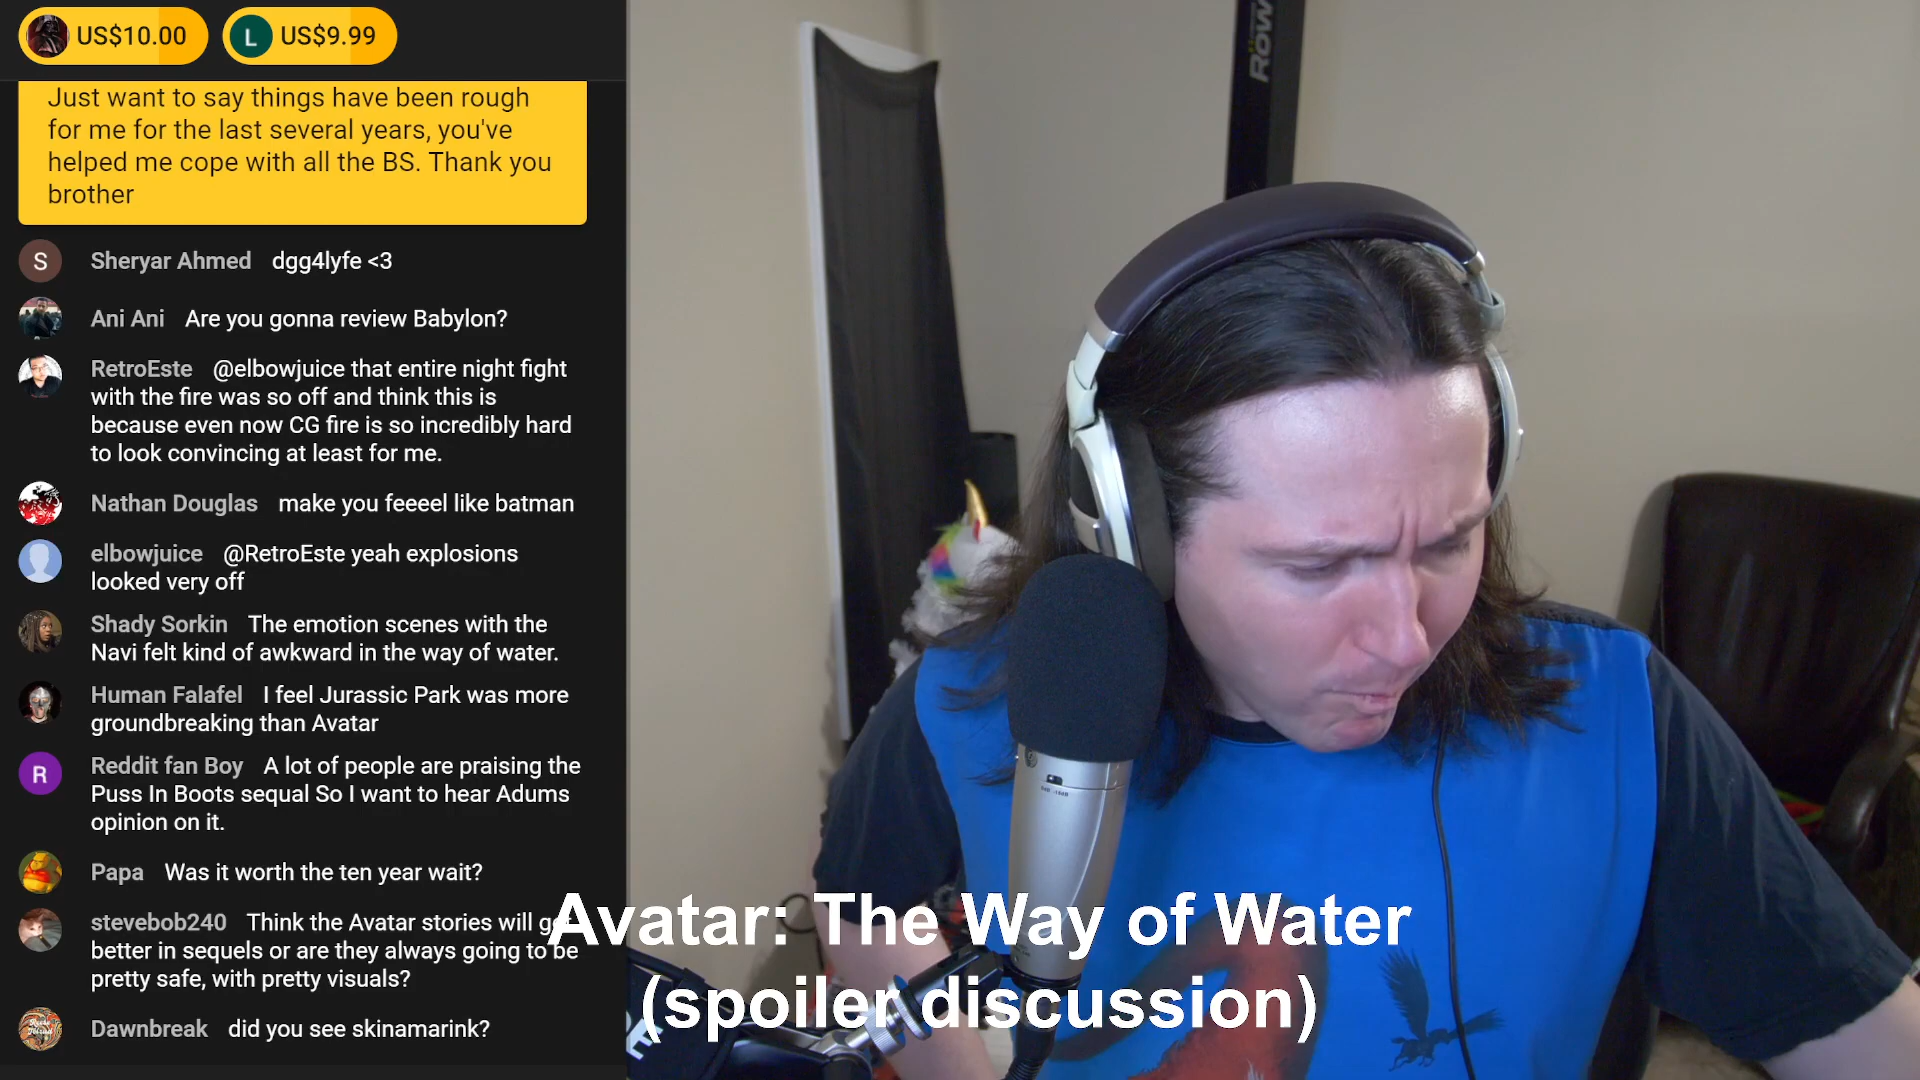 US$10.00
L
US$9.99
Just want to say things have been rough
for me for the last several years, you've
helped me cope with all the BS. Thank you
brother
S
Sheryar Ahmed dgg4lyfe <3
Ani Ani Are you gonna review Babylon?
RetroEste @elbowjuice that entire night fight
with the fire was so off and think this is
because even now CG fire is so incredibly hard
to look convincing at least for me.
Nathan Douglas make you feeeel like batman
elbowjuice @RetroEste yeah explosions
looked very off
Shady Sorkin The emotion scenes with the
Navi felt kind of awkward in the way of water.
Human Falafel I feel Jurassic Park was more
groundbreaking than Avatar
R
Reddit fan Boy A lot of people are praising the
Puss In Boots sequal So I want to hear Adums
opinion on it.
Papa Was it worth the ten year wait?
stevebob240 Think the Avatar stories will get
better in sequels or are they always going to be
pretty safe, with pretty visuals?
Dawnbreak did you see skinamarink?
ROW
Avatar: The Way of Water
(spoiler discussion)